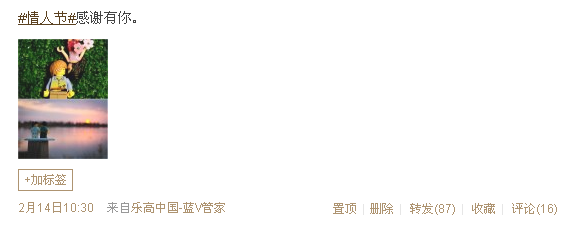 #情人节#感谢有你。
+加标签
2月14日10:30 来自乐高中国-蓝V管家 置顶 | 删除 | 转发(87) | 收藏 | 评论(16)